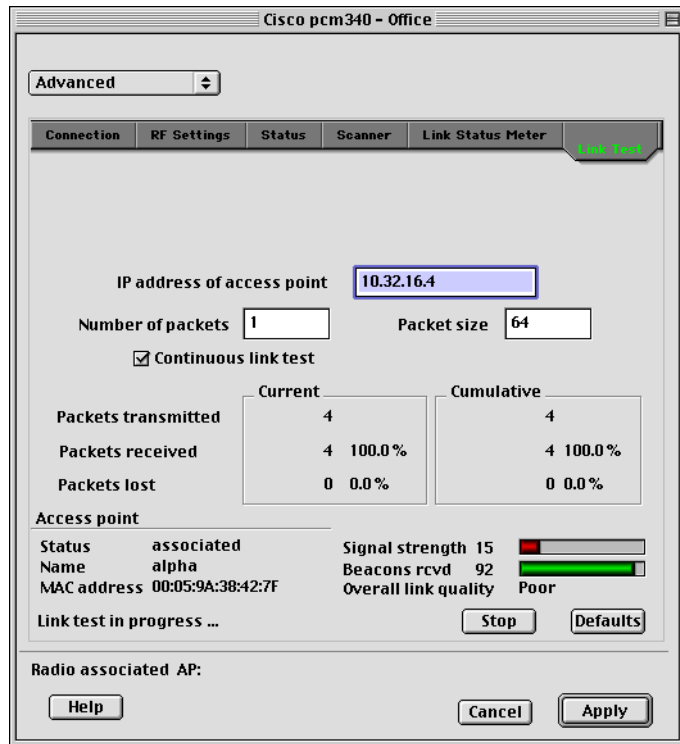 Cisco pcm340 - Office
Advanced
Connection RF Settings Status Scanner Link Status Meter Link Test
IP address of access point 10.32.16.4
Number of packets 1 Packet size 64
Continuous link test
Current Cumulative
Packets transmitted 4 4
Packets received 4 100.0% 4 100.0%
Packets lost 0 0.0% 0 0.0%
Access point
Status associated Signal strength 15
Name alpha Beacons rcvd 92
MAC address 00:05:9A:38:42:7F Overall link quality Poor
Link test in progress ... Stop Defaults
Radio associated AP:
Help Cancel Apply